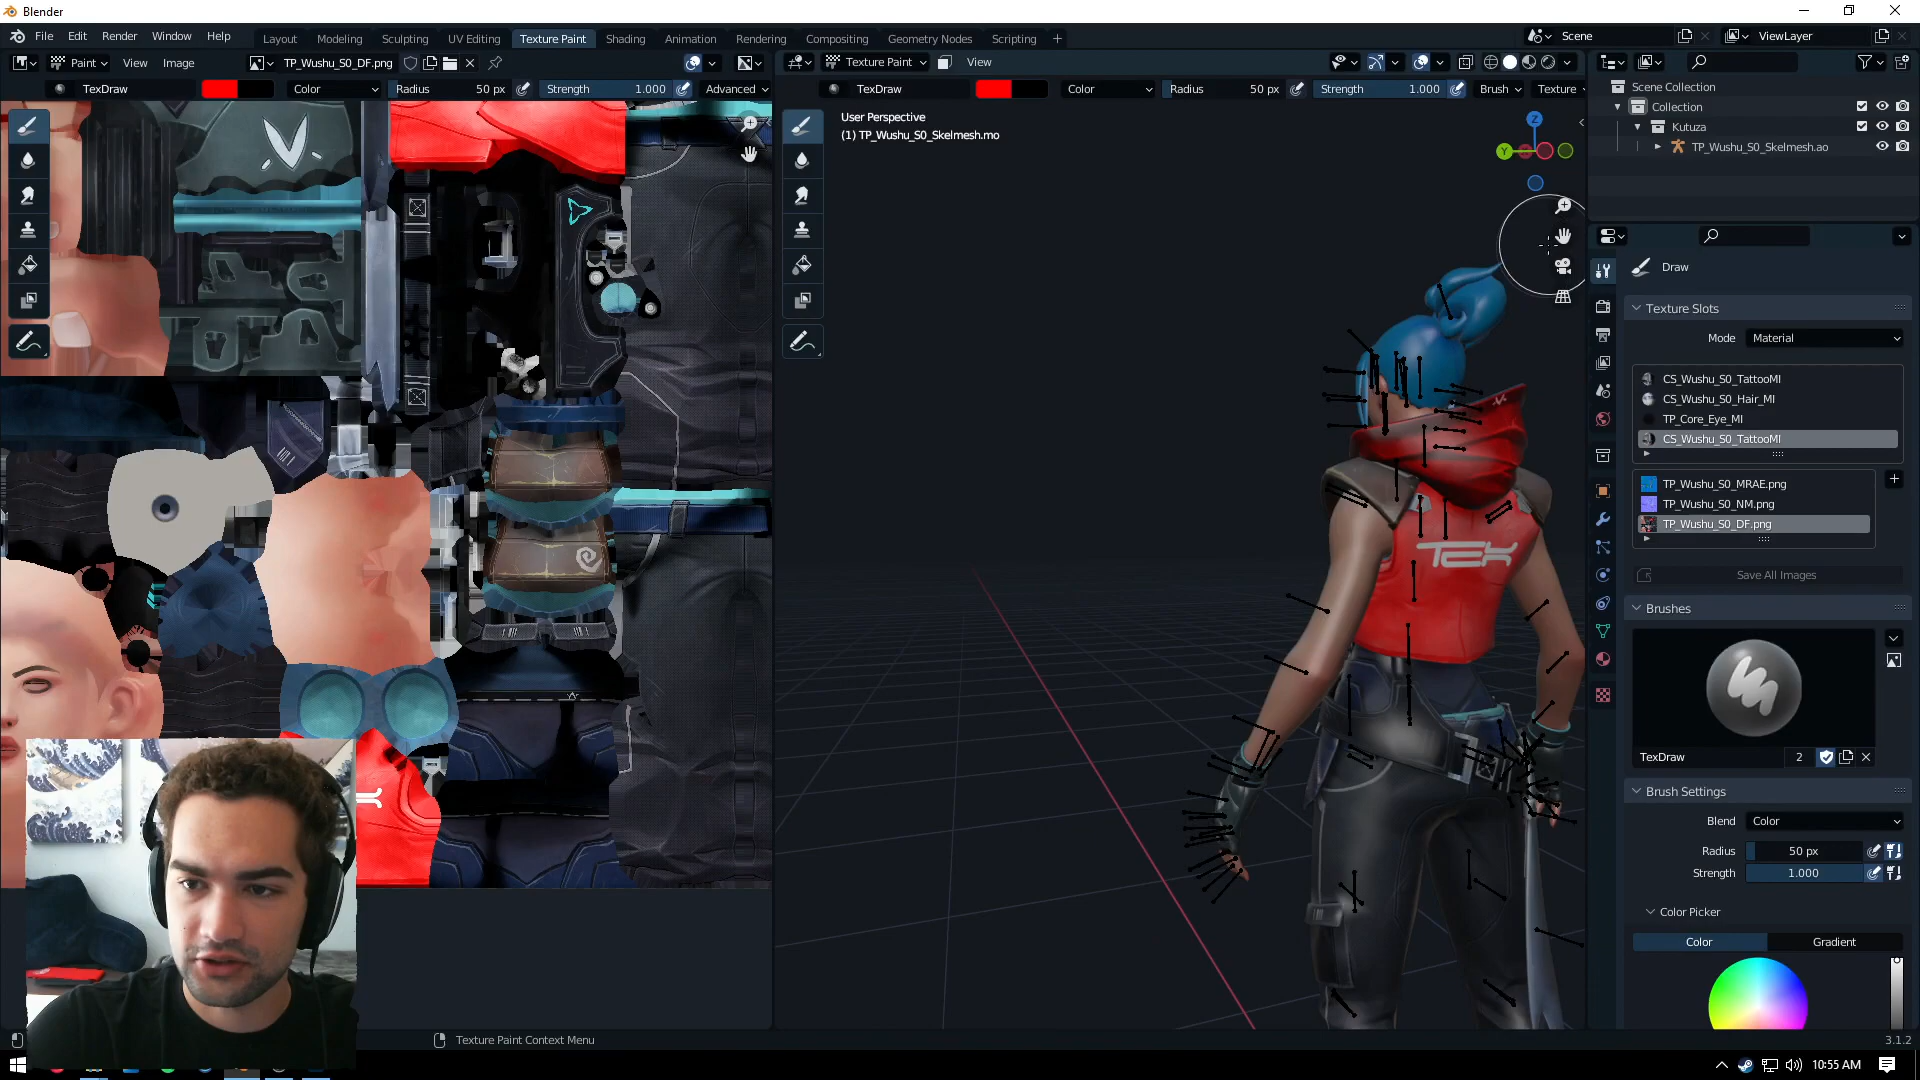 Blender
File Edit Render Window Help
Layout Modeling Sculpting UV Editing Texture Paint Shading Animation Rendering Compositing Geometry Nodes Scripting +
Scene
ViewLayer
Paint View Image
TP_Wushu_S0_DF.png
Texture Paint View
TexDraw Color Radius 50 px Strength 1.000 Advanced
TexDraw Color Radius 50 px Strength 1.000 Brush Texture
User Perspective
(1) TP_Wushu_S0_Skelmesh.mo
Z
Y
Scene Collection
Collection
Kutuza
TP_Wushu_S0_Skelmesh.ao
Draw
Texture Slots
Mode Material
CS_Wushu_S0_TattooMI
CS_Wushu_S0_Hair_MI
TP_Core_Eye_MI
CS_Wushu_S0_TattooMI
TP_Wushu_S0_MRAE.png
TP_Wushu_S0_NM.png
TP_Wushu_S0_DF.png
Save All Images
Brushes
TexDraw 2
Brush Settings
Blend Color
Radius 50 px
Strength 1.000
Color Picker
Color Gradient
TEX
Texture Paint Context Menu
3.1.2
10:55 AM